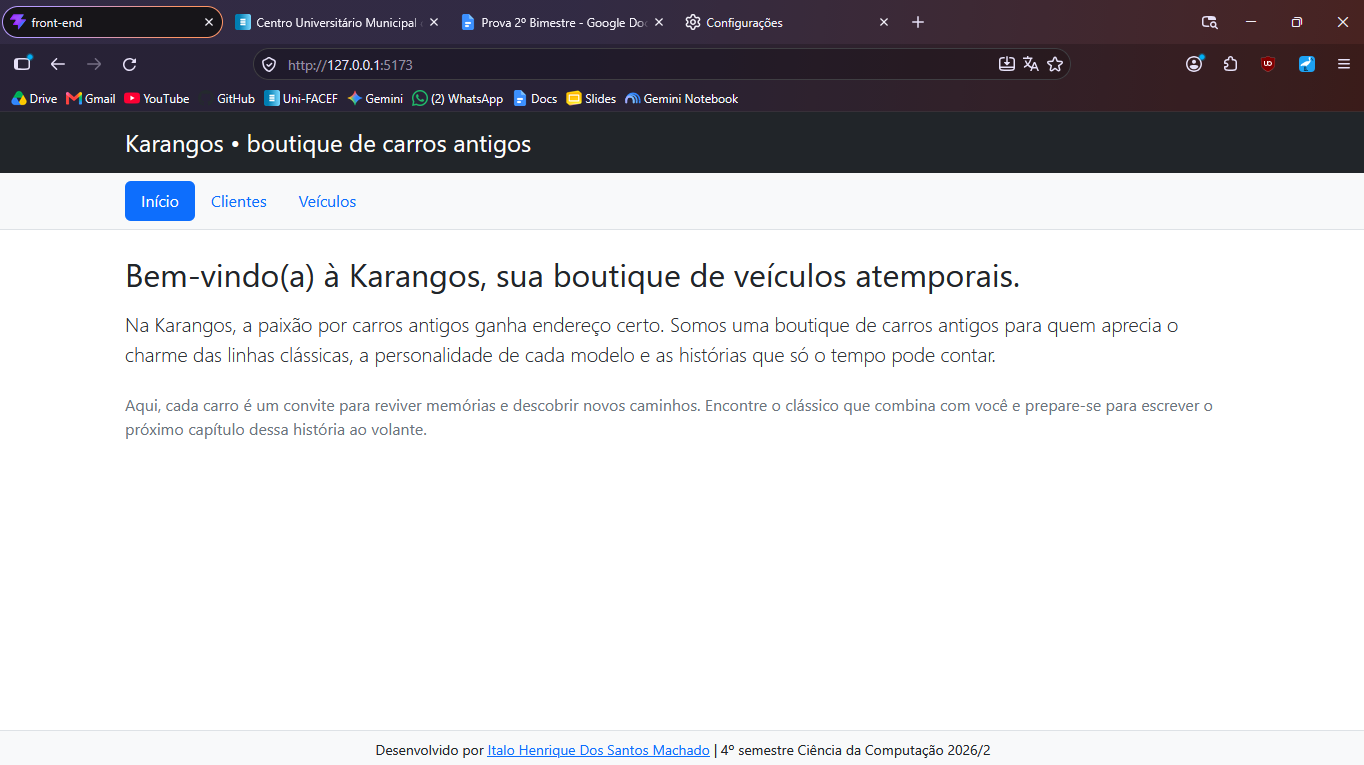 front-end
Centro Universitário Municipal
Prova 2º Bimestre - Google Do
Configurações
http://127.0.0.1:5173
Drive
Gmail
YouTube
GitHub
Uni-FACEF
Gemini
(2) WhatsApp
Docs
Slides
Gemini Notebook
Karangos • boutique de carros antigos
Início
Clientes
Veículos
Bem-vindo(a) à Karangos, sua boutique de veículos atemporais.
Na Karangos, a paixão por carros antigos ganha endereço certo. Somos uma boutique de carros antigos para quem aprecia o
charme das linhas clássicas, a personalidade de cada modelo e as histórias que só o tempo pode contar.
Aqui, cada carro é um convite para reviver memórias e descobrir novos caminhos. Encontre o clássico que combina com você e prepare-se para escrever o
próximo capítulo dessa história ao volante.
Desenvolvido por Italo Henrique Dos Santos Machado | 4º semestre Ciência da Computação 2026/2